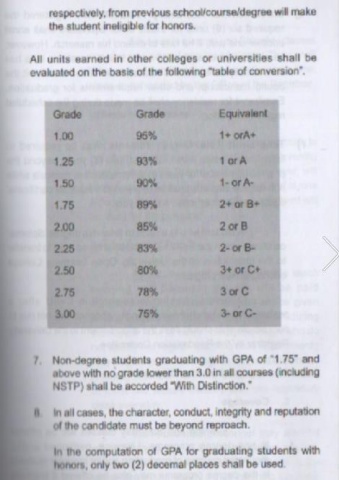 respectively, from previous school/course/degree will make
the student ineligible for honors.
All units earned in other colleges or universities shall be
evaluated on the basis of the following "table of conversion".
Grade Grade Equivalent
1.00 95% 1+ orA+
1.25 93% 1 or A
1.50 90% 1- or A-
1.75 89% 2+ or B+
2.00 85% 2 or B
2.25 83% 2- or B-
2.50 80% 3+ or C+
2.75 78% 3 or C
3.00 75% 3- or C-
7. Non-degree students graduating with GPA of "1.75" and
above with no grade lower than 3.0 in all courses (including
NSTP) shall be accorded "With Distinction."
8. In all cases, the character, conduct, integrity and reputation
of the candidate must be beyond reproach.
In the computation of GPA for graduating students with
honors, only two (2) decemal places shall be used.